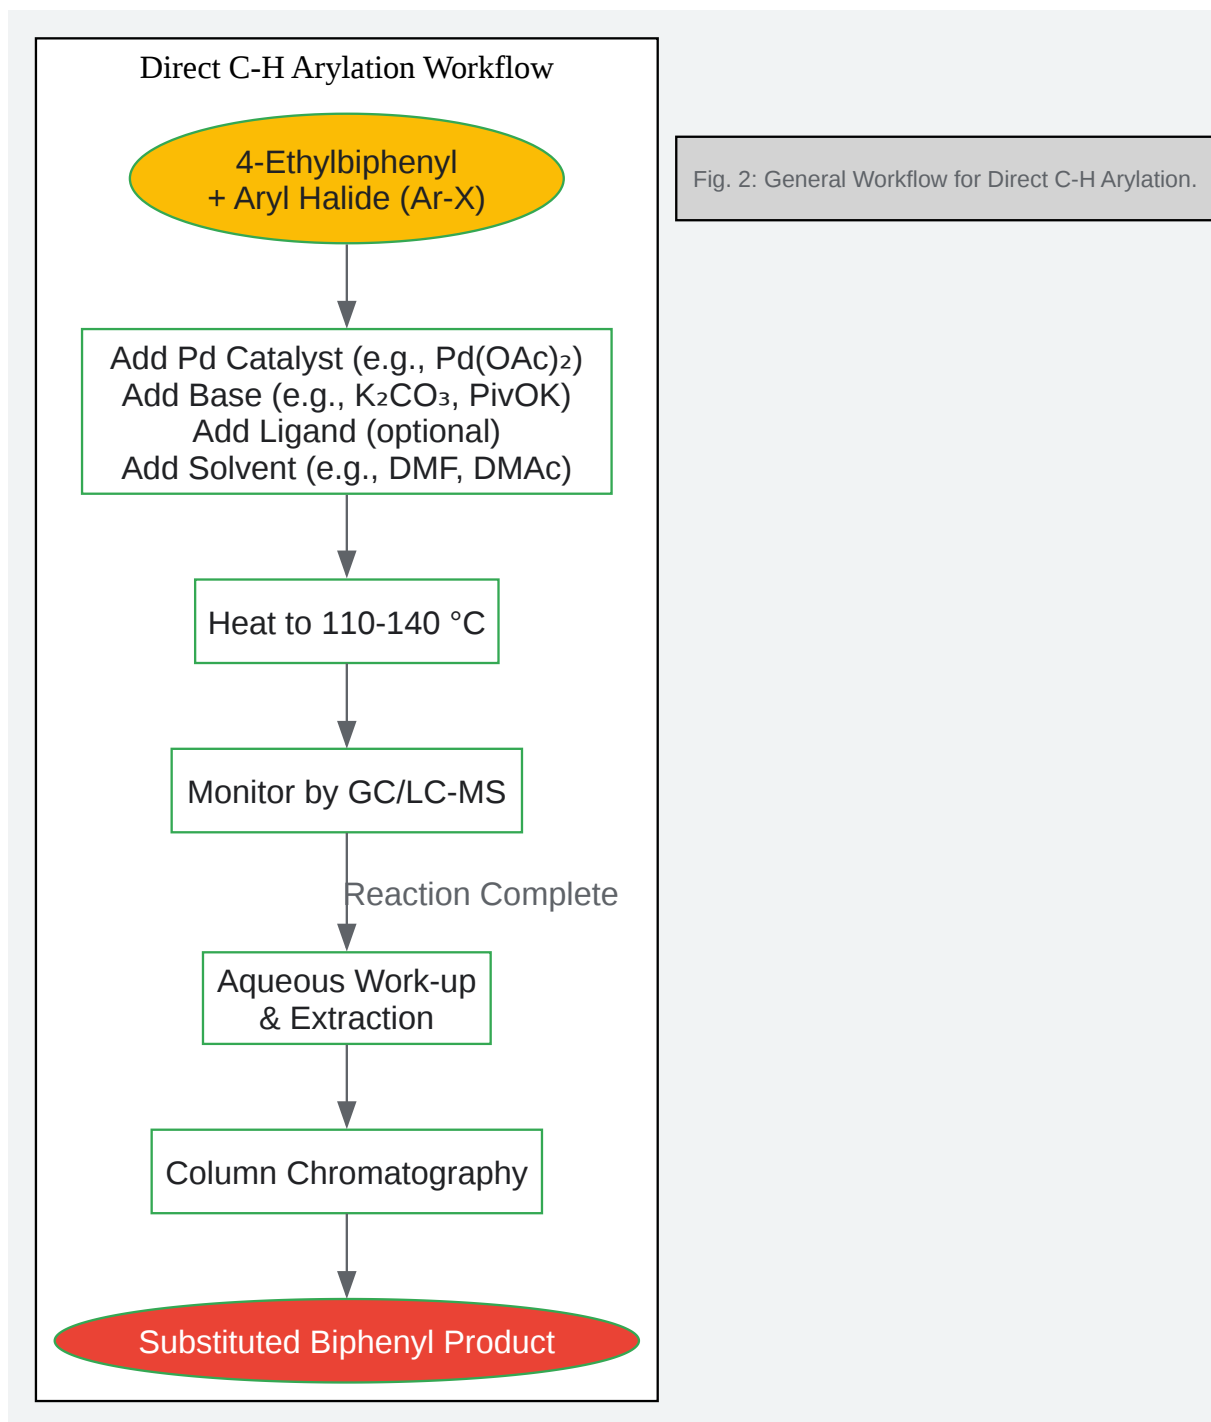 Direct C-H Arylation Workflow
4-Ethylbiphenyl
+ Aryl Halide (Ar-X)
Fig. 2: General Workflow for Direct C-H Arylation.
Add Pd Catalyst (e.g., Pd(OAc)₂)
Add Base (e.g., K₂CO₃, PivOK)
Add Ligand (optional)
Add Solvent (e.g., DMF, DMAc)
Heat to 110-140 °C
Monitor by GC/LC-MS
Reaction Complete
Aqueous Work-up
& Extraction
Column Chromatography
Substituted Biphenyl Product